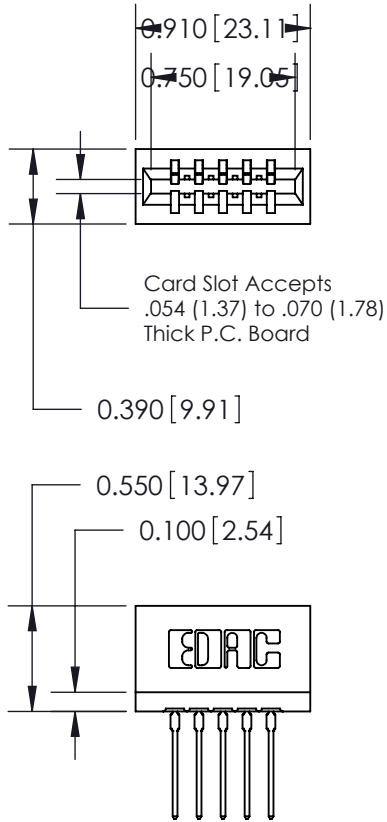 0.910 [23.11]
0.750 [19.05]
Card Slot Accepts
.054 (1.37) to .070 (1.78)
Thick P.C. Board
0.390 [9.91]
0.550 [13.97]
0.100 [2.54]
EDAC